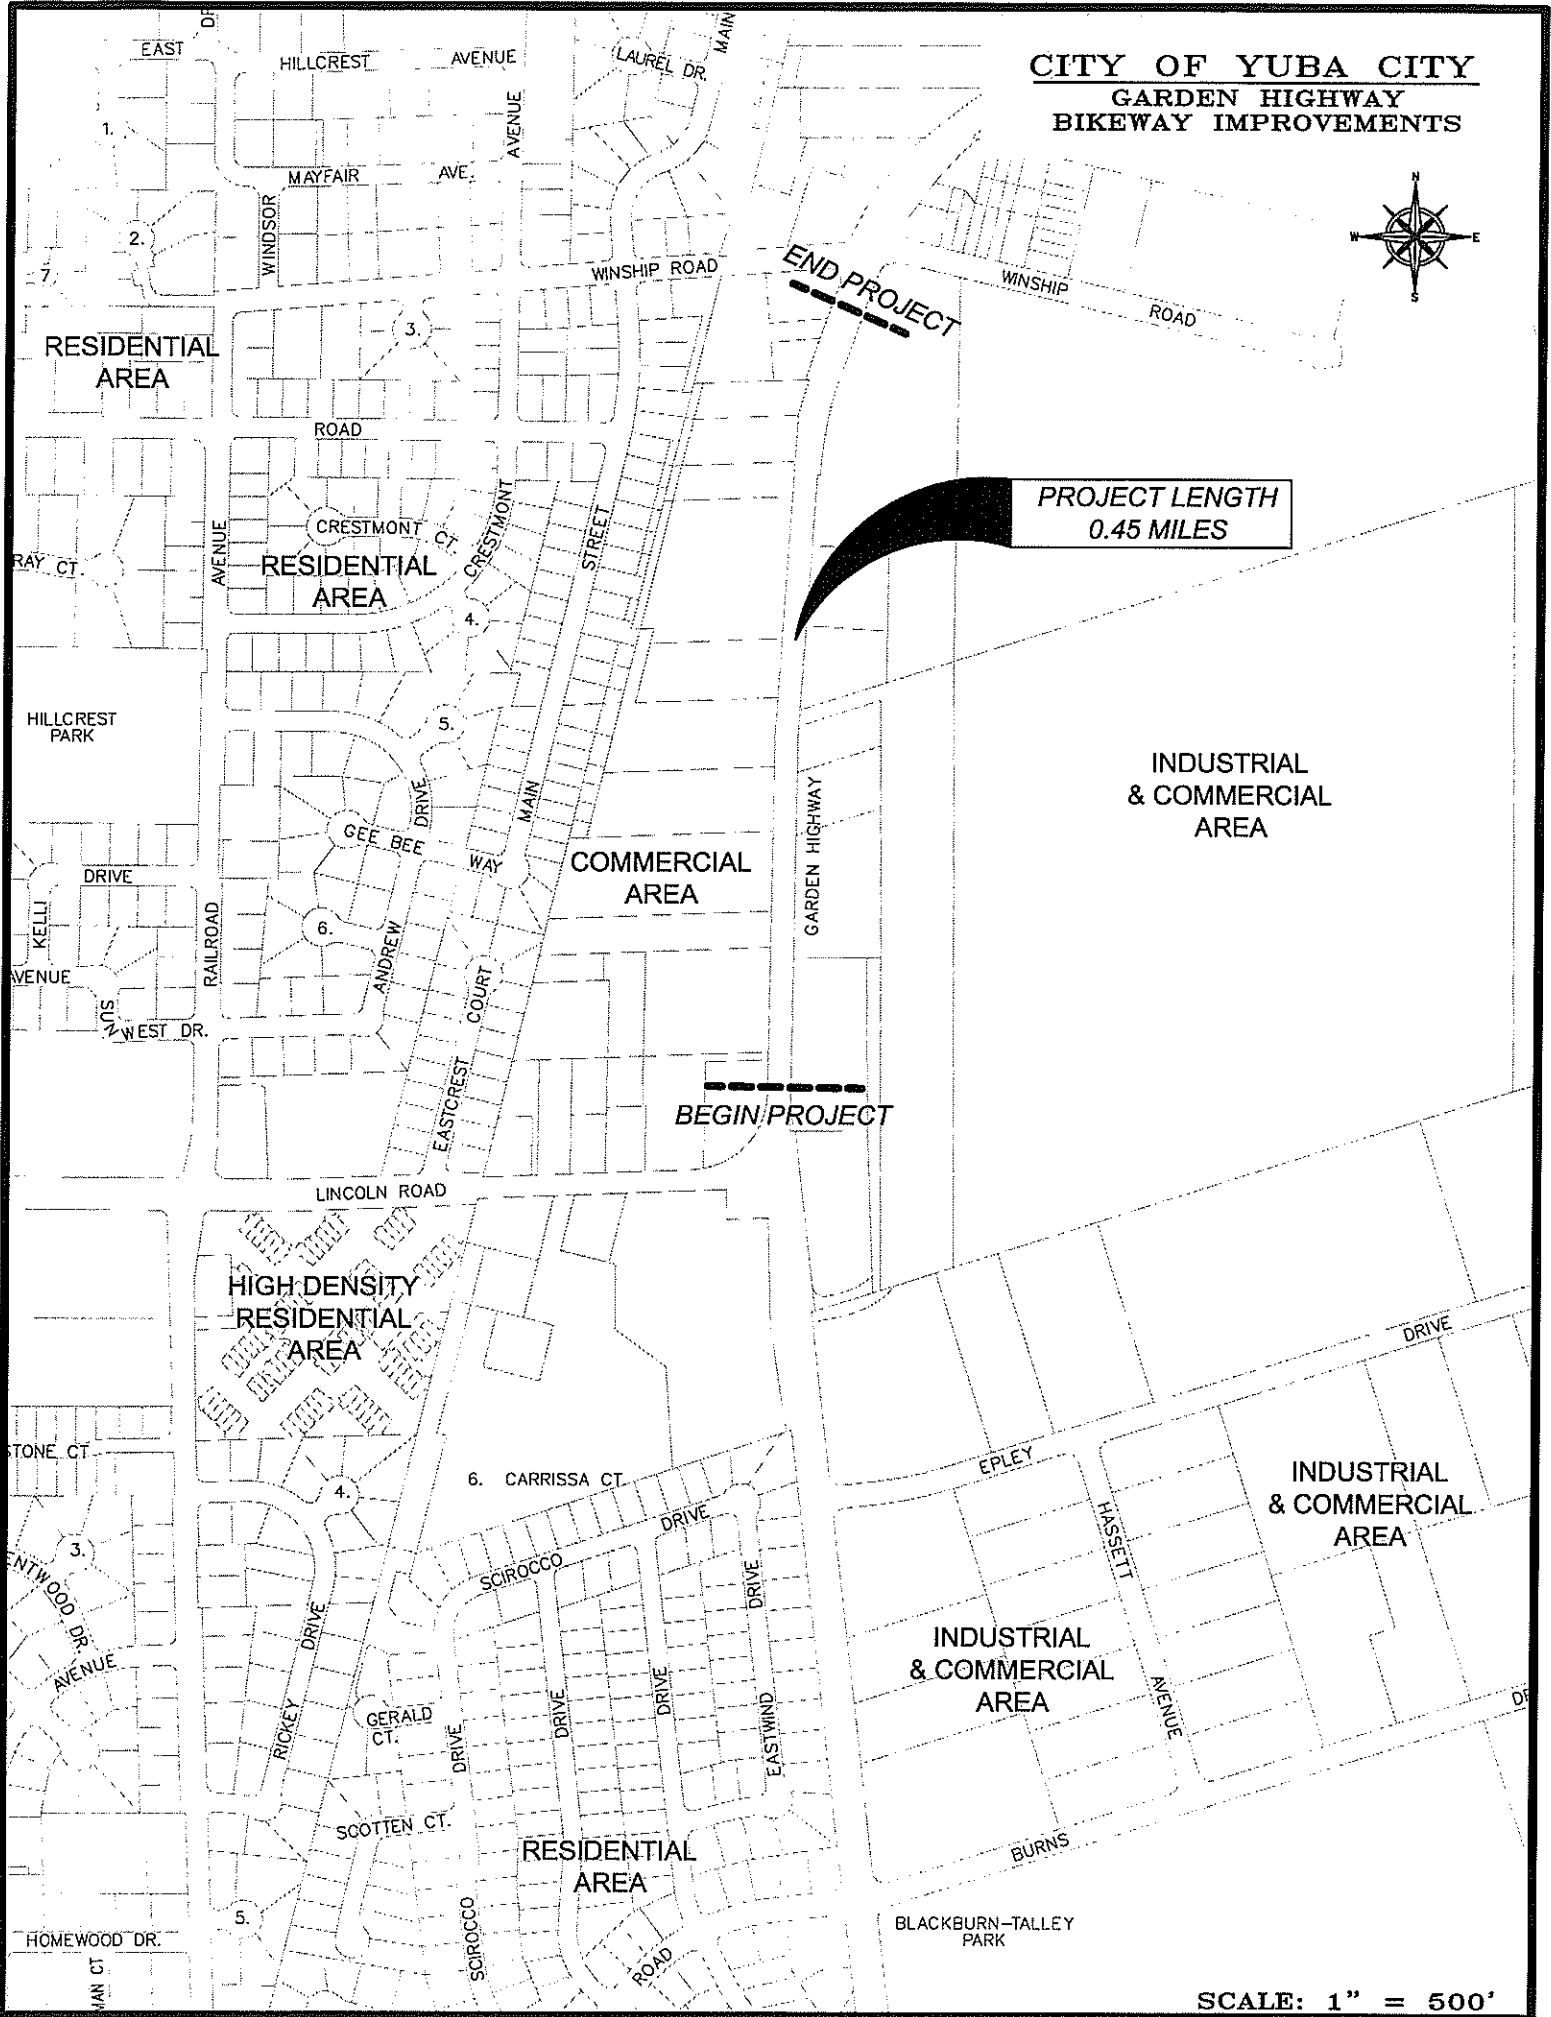 CITY OF YUBA CITY
GARDEN HIGHWAY
BIKEWAY IMPROVEMENTS
N
W
E
S
DR
EAST
HILLCREST
AVENUE
LAUREL DR.
MAIN
AVENUE
1.
MAYFAIR
AVE.
WINDSOR
2.
7
WINSHIP ROAD
END PROJECT
WINSHIP
ROAD
RESIDENTIAL
AREA
3.
ROAD
PROJECT LENGTH
0.45 MILES
CRESTMONT
CT.
CRESTMONT
STREET
AVENUE
RAY CT.
RESIDENTIAL
AREA
4.
HILLCREST
PARK
5.
INDUSTRIAL
& COMMERCIAL
AREA
DRIVE
MAIN
GARDEN HIGHWAY
GEE BEE
WAY
COMMERCIAL
AREA
DRIVE
KELLI
RAILROAD
6.
ANDREW
AVENUE
COURT
SUN
WEST DR.
EASTCREST
BEGIN PROJECT
LINCOLN ROAD
HIGH DENSITY
RESIDENTIAL
AREA
DRIVE
STONE CT
4.
6. CARRISSA CT.
EPLEY
INDUSTRIAL
& COMMERCIAL
AREA
DRIVE
HASSETT
3.
ENTWOOD DR.
SCIROCCO
DRIVE
DRIVE
AVENUE
INDUSTRIAL
& COMMERCIAL
AREA
RICKEY
GERALD
CT.
DRIVE
DRIVE
DRIVE
EASTWIND
AVENUE
DR
SCOTTEN CT.
RESIDENTIAL
AREA
BURNS
5.
HOMEWOOD DR.
MAN CT
SCIROCCO
ROAD
BLACKBURN-TALLEY
PARK
SCALE: 1" = 500'